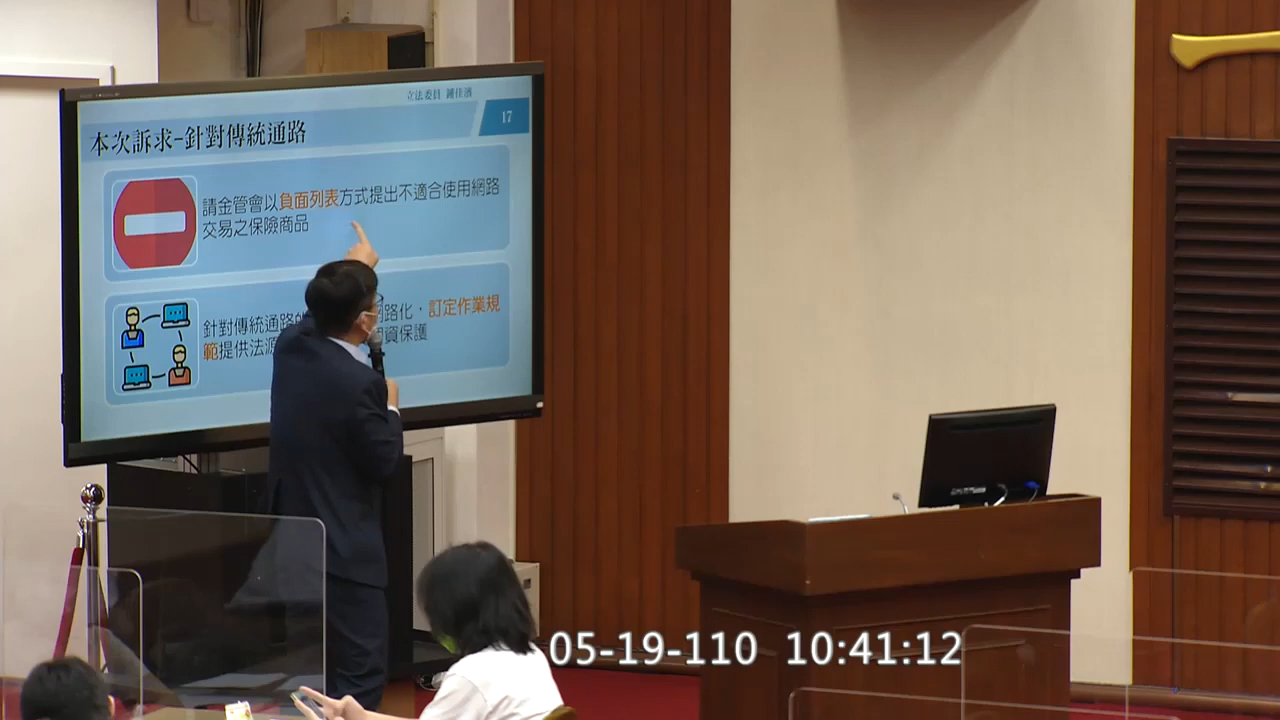 立法委員 鍾佳濱
17
本次訴求-針對傳統通路
請金管會以負面列表方式提出不適合使用網路
交易之保險商品
針對傳統通路 路化，訂定作業規
範提供法源 資保護
05-19-110 10:41:12